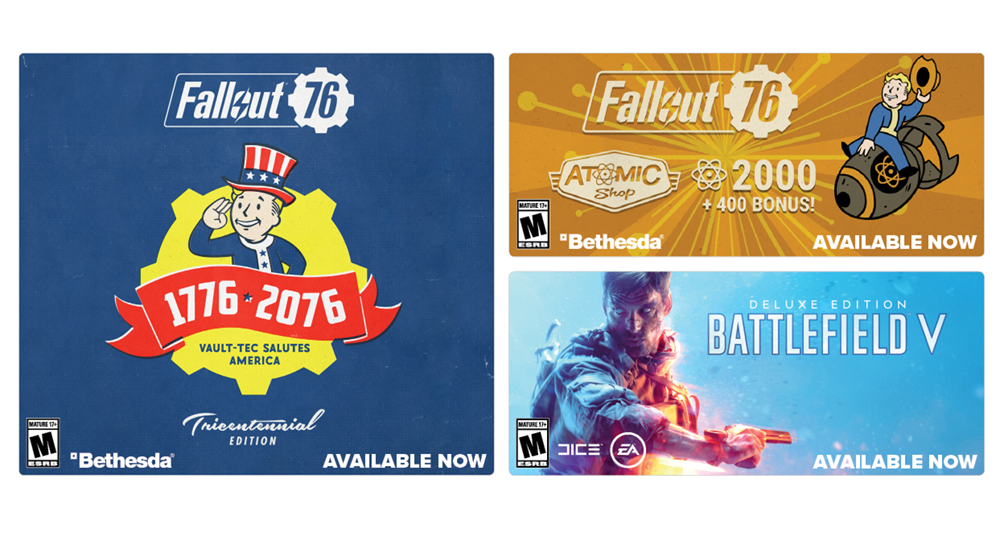 Fallout 76
1776 ★ 2076
VAULT-TEC SALUTES
AMERICA
Tricentennial
EDITION
MATURE 17+
M
ESRB
Bethesda®
AVAILABLE NOW
Fallout 76
ATOMIC
Shop
2000
+ 400 BONUS!
MATURE 17+
M
ESRB
Bethesda®
AVAILABLE NOW
DELUXE EDITION
BATTLEFIELD V
MATURE 17+
M
ESRB
DICE
EA
AVAILABLE NOW